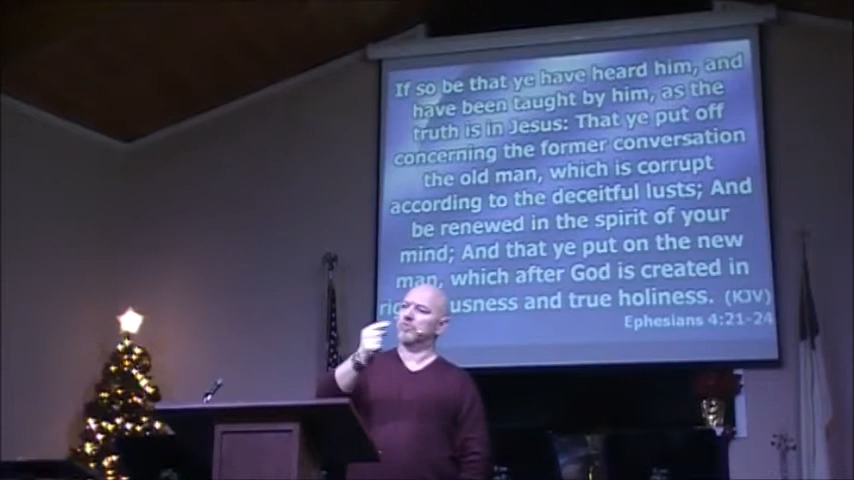 If so be that ye have heard him, and
have been taught by him, as the
truth is in Jesus: That ye put off
concerning the former conversation
the old man, which is corrupt
according to the deceitful lusts; And
be renewed in the spirit of your
mind; And that ye put on the new
man, which after God is created in
and true holiness. (KJV)
Ephesians 4:21-24